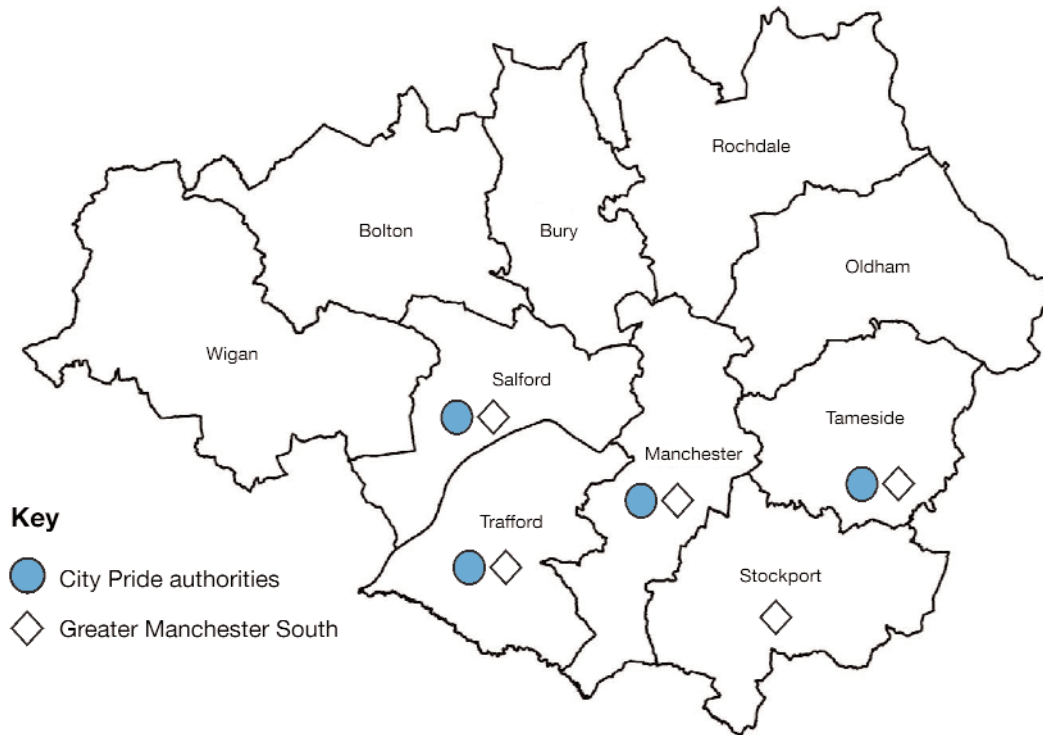 Rochdale
Bolton
Bury
Oldham
Wigan
Salford
Tameside
Manchester
Trafford
Stockport
Key
City Pride authorities
Greater Manchester South